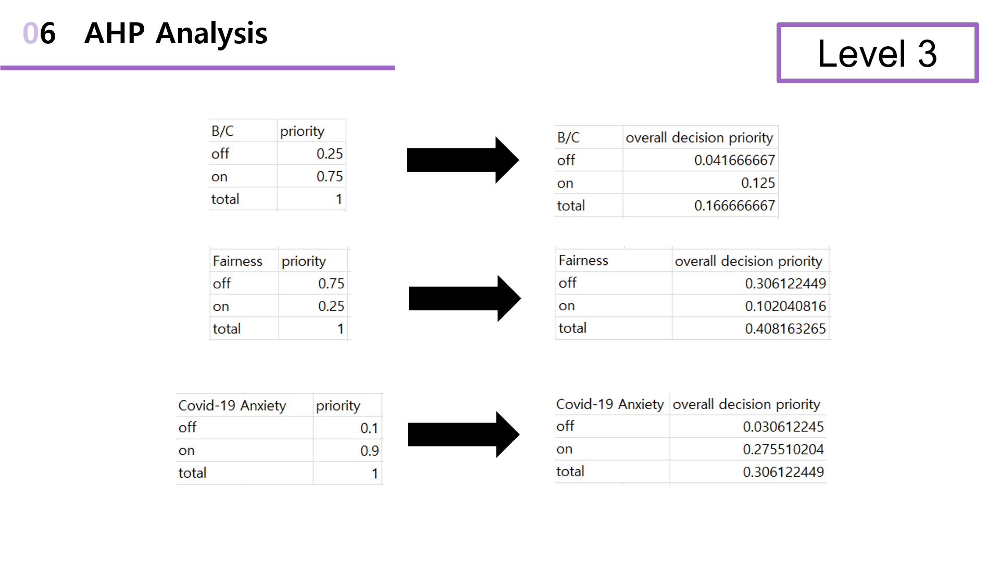 06 AHP Analysis
Level 3
B/C priority
off 0.25
on 0.75
total 1
B/C overall decision priority
off 0.041666667
on 0.125
total 0.166666667
Fairness priority
off 0.75
on 0.25
total 1
Fairness overall decision priority
off 0.306122449
on 0.102040816
total 0.408163265
Covid-19 Anxiety priority
off 0.1
on 0.9
total 1
Covid-19 Anxiety overall decision priority
off 0.030612245
on 0.275510204
total 0.306122449